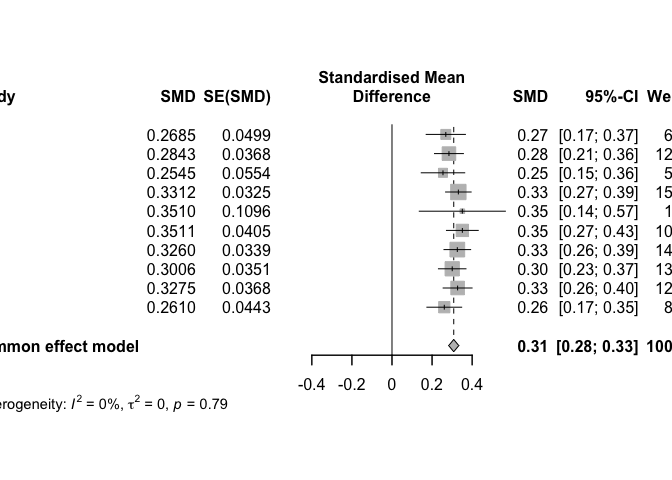 Standardised Mean
dy SMD SE(SMD) Difference SMD 95%-CI We
0.2685 0.0499 0.27 [0.17; 0.37] 6
0.2843 0.0368 0.28 [0.21; 0.36] 12
0.2545 0.0554 0.25 [0.15; 0.36] 5
0.3312 0.0325 0.33 [0.27; 0.39] 15
0.3510 0.1096 0.35 [0.14; 0.57] 1
0.3511 0.0405 0.35 [0.27; 0.43] 10
0.3260 0.0339 0.33 [0.26; 0.39] 14
0.3006 0.0351 0.30 [0.23; 0.37] 13
0.3275 0.0368 0.33 [0.26; 0.40] 12
0.2610 0.0443 0.26 [0.17; 0.35] 8
mmon effect model 0.31 [0.28; 0.33] 100
-0.4 -0.2 0 0.2 0.4
erogeneity: I² = 0%, τ² = 0, p = 0.79